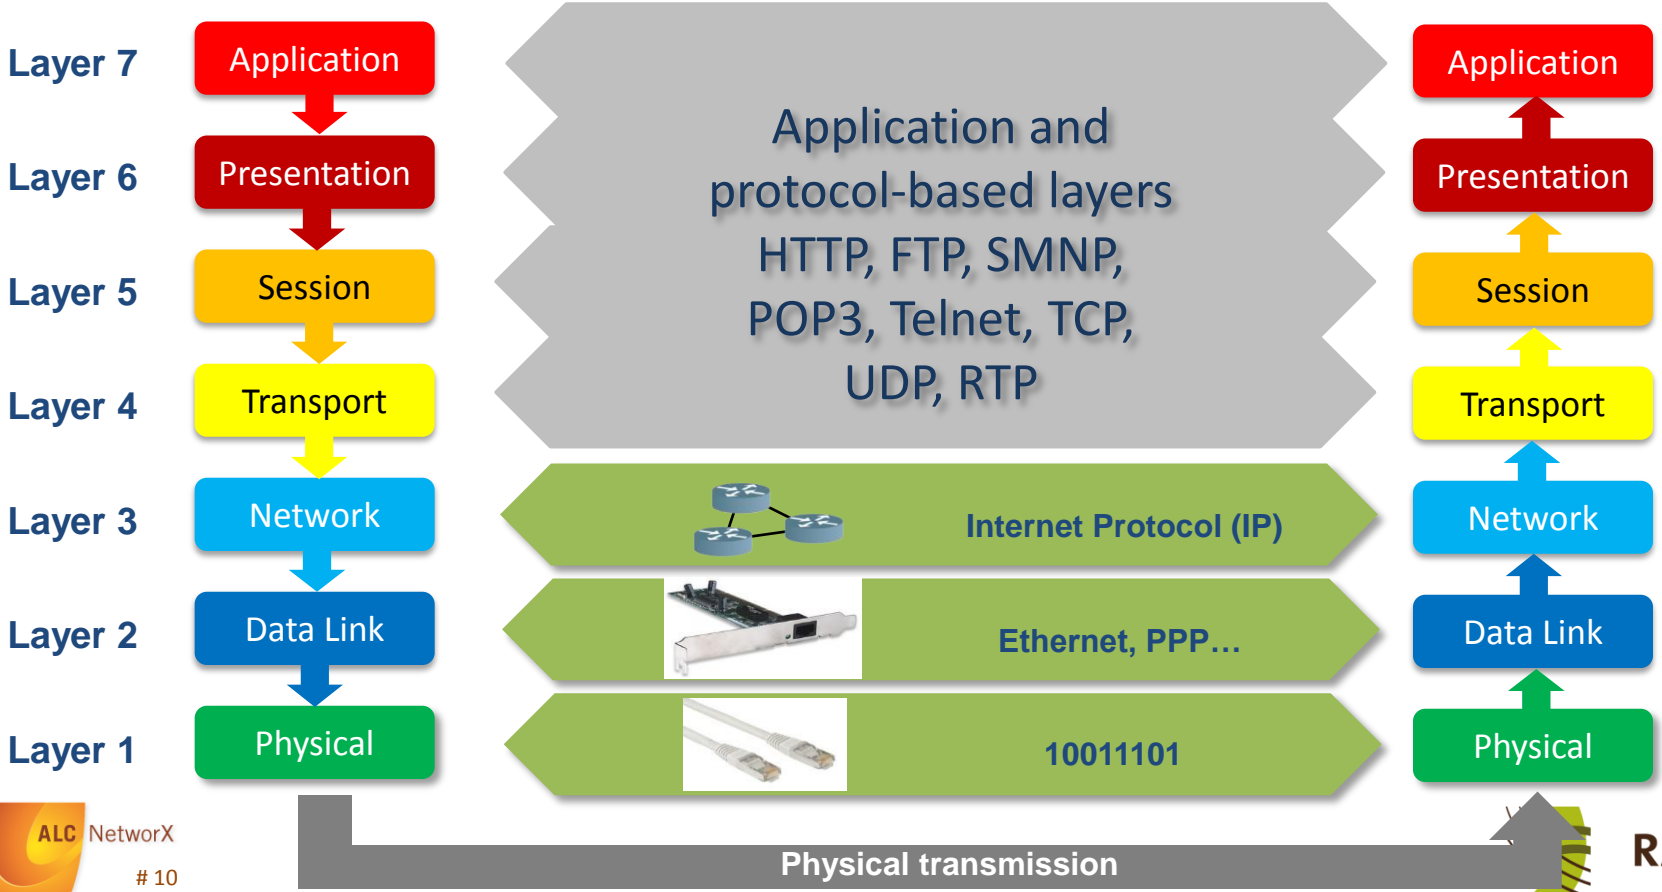 Layer 7
Application
Application
Layer 6
Presentation
Presentation
Layer 5
Session
Session
Layer 4
Transport
Transport
Layer 3
Network
Network
Layer 2
Data Link
Data Link
Layer 1
Physical
Physical
Application and
protocol-based layers
HTTP, FTP, SMNP,
POP3, Telnet, TCP,
UDP, RTP
Internet Protocol (IP)
Ethernet, PPP…
10011101
Physical transmission
ALC NetworX
# 10